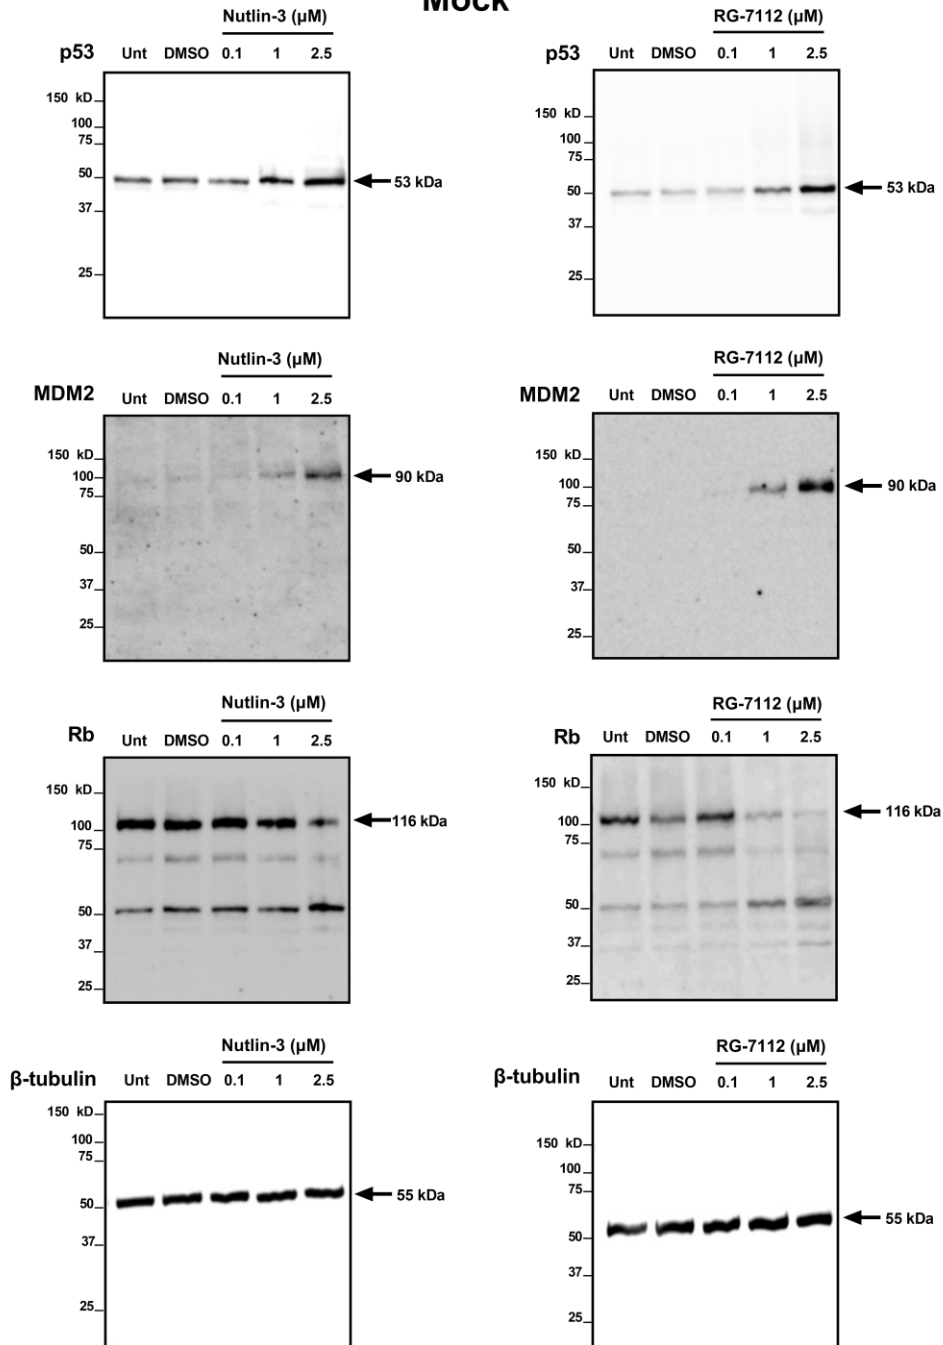 Mock
Nutlin-3 (µM)
p53 Unt DMSO 0.1 1 2.5
150 kD
100
75
50
37
25
53 kDa
RG-7112 (µM)
p53 Unt DMSO 0.1 1 2.5
150 kD
100
75
50
37
25
53 kDa
Nutlin-3 (µM)
MDM2 Unt DMSO 0.1 1 2.5
150 kD
100
75
50
37
25
90 kDa
RG-7112 (µM)
MDM2 Unt DMSO 0.1 1 2.5
150 kD
100
75
50
37
25
90 kDa
Nutlin-3 (µM)
Rb Unt DMSO 0.1 1 2.5
150 kD
100
75
50
37
25
116 kDa
RG-7112 (µM)
Rb Unt DMSO 0.1 1 2.5
150 kD
100
75
50
37
25
116 kDa
Nutlin-3 (µM)
β-tubulin Unt DMSO 0.1 1 2.5
150 kD
100
75
50
37
25
55 kDa
RG-7112 (µM)
β-tubulin Unt DMSO 0.1 1 2.5
150 kD
100
75
50
37
25
55 kDa